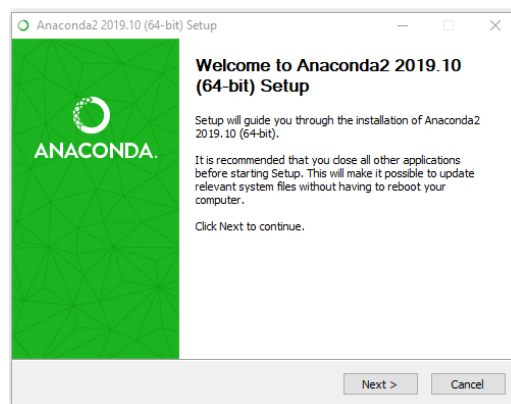 Anaconda2 2019.10 (64-bit) Setup
Welcome to Anaconda2 2019.10
(64-bit) Setup
Setup will guide you through the installation of Anaconda2
2019.10 (64-bit).
It is recommended that you close all other applications
before starting Setup. This will make it possible to update
relevant system files without having to reboot your
computer.
Click Next to continue.
ANACONDA.
Next >
Cancel